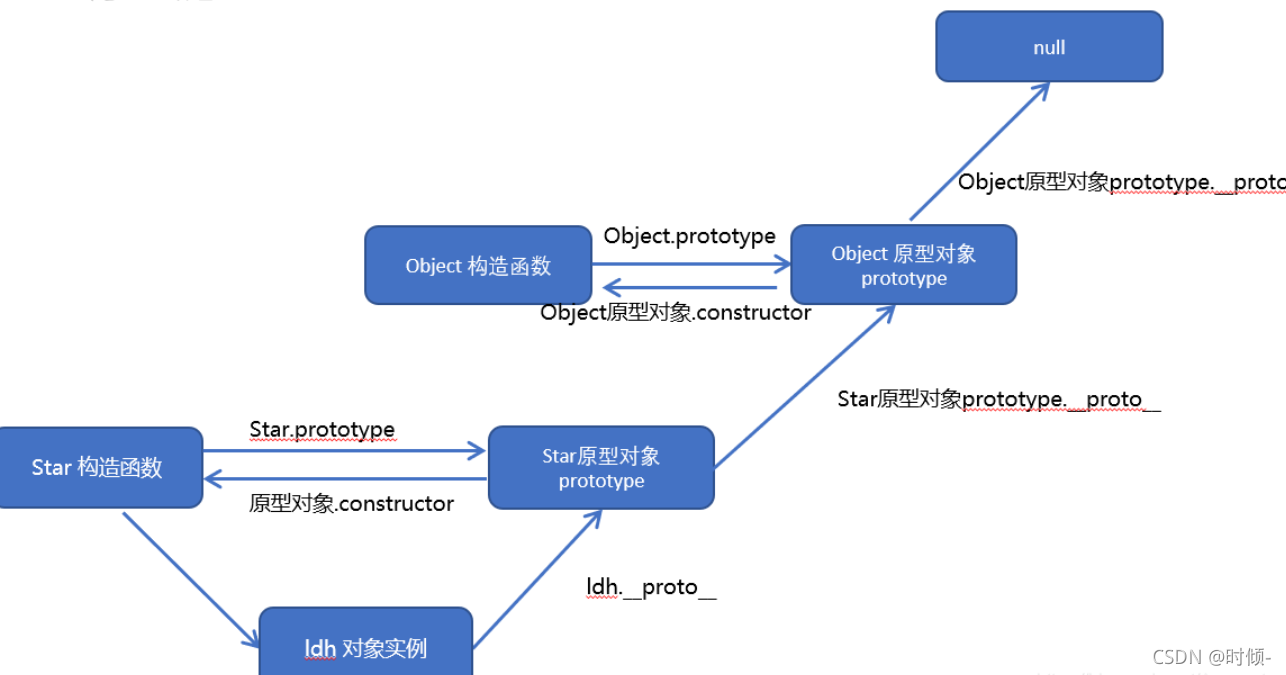 null
Object原型对象prototype.__proto
Object.prototype
Object 构造函数
Object 原型对象
prototype
Object原型对象.constructor
Star原型对象prototype.__proto__
Star.prototype
Star 构造函数
Star原型对象
prototype
原型对象.constructor
ldh.__proto__
ldh 对象实例
CSDN @时倾-